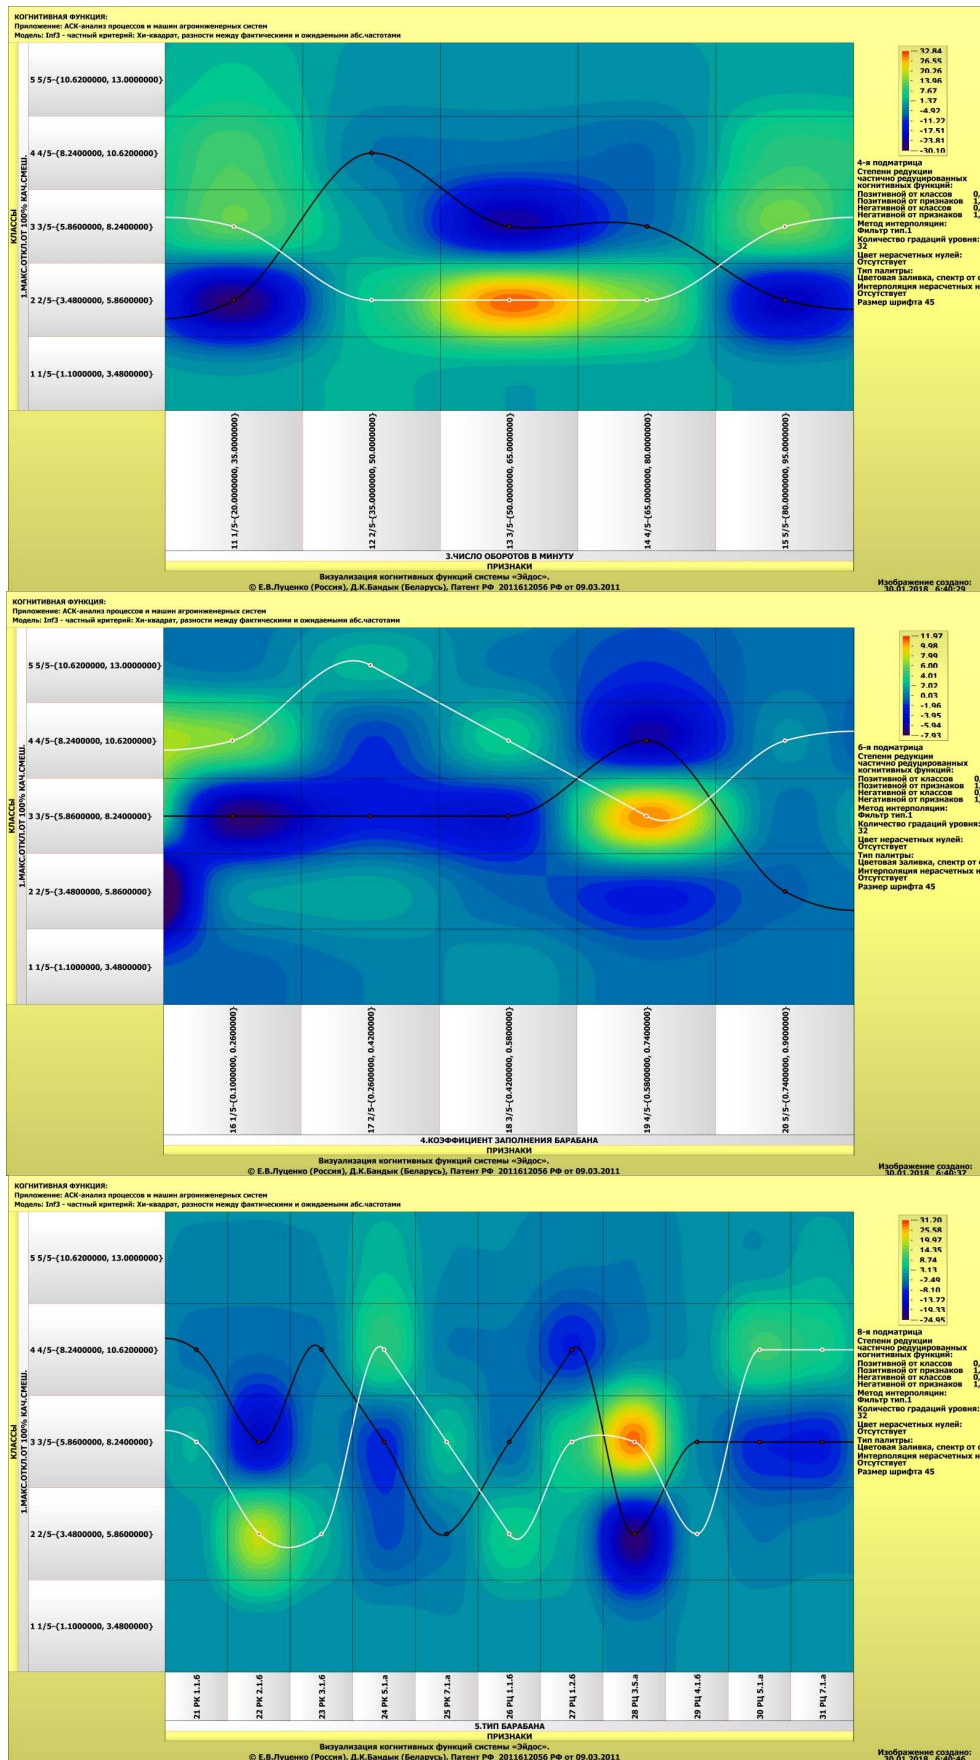 КОГНИТИВНАЯ ФУНКЦИЯ:
Приложение: АСК-анализ процессов и машин агроинженерных систем
Модель: Inf3 - частный критерий: Хи-квадрат, разности между фактическими и ожидаемыми абс.частотами
КЛАССЫ
1.МАКС.ОТКЛ.ОТ 100% КАЧ.СМЕШ.
5 5/5-{10.6200000, 13.0000000}
4 4/5-{8.2400000, 10.6200000}
3 3/5-{5.8600000, 8.2400000}
2 2/5-{3.4800000, 5.8600000}
1 1/5-{1.1000000, 3.4800000}
11 1/5-{20.0000000, 35.0000000}
12 2/5-{35.0000000, 50.0000000}
13 3/5-{50.0000000, 65.0000000}
14 4/5-{65.0000000, 80.0000000}
15 5/5-{80.0000000, 95.0000000}
3.ЧИСЛО ОБОРОТОВ В МИНУТУ
ПРИЗНАКИ
Визуализация когнитивных функций системы «Эйдос».
© Е.В.Луценко (Россия), Д.К.Бандык (Беларусь), Патент РФ 2011612056 РФ от 09.03.2011
32.84
26.55
20.26
13.96
7.67
1.37
-4.92
-11.22
-17.51
-23.81
-30.10
4-я подматрица
Степени редукции
частично редуцированных
когнитивных функций:
Позитивной от классов 0,
Позитивной от признаков 1,
Негативной от классов 0,
Негативной от признаков 1,
Метод интерполяции:
Фильтр тип.1
Количество градаций уровня:
32
Цвет нерасчетных нулей:
Отсутствует
Тип палитры:
Цветовая заливка, спектр от
Интерполяция нерасчетных
Отсутствует
Размер шрифта 45
Изображение создано:
30.01.2018 6:40:29
КОГНИТИВНАЯ ФУНКЦИЯ:
Приложение: АСК-анализ процессов и машин агроинженерных систем
Модель: Inf3 - частный критерий: Хи-квадрат, разности между фактическими и ожидаемыми абс.частотами
КЛАССЫ
1.МАКС.ОТКЛ.ОТ 100% КАЧ.СМЕШ.
5 5/5-{10.6200000, 13.0000000}
4 4/5-{8.2400000, 10.6200000}
3 3/5-{5.8600000, 8.2400000}
2 2/5-{3.4800000, 5.8600000}
1 1/5-{1.1000000, 3.4800000}
16 1/5-{0.1000000, 0.2600000}
17 2/5-{0.2600000, 0.4200000}
18 3/5-{0.4200000, 0.5800000}
19 4/5-{0.5800000, 0.7400000}
20 5/5-{0.7400000, 0.9000000}
4.КОЭФФИЦИЕНТ ЗАПОЛНЕНИЯ БАРАБАНА
ПРИЗНАКИ
Визуализация когнитивных функций системы «Эйдос».
© Е.В.Луценко (Россия), Д.К.Бандык (Беларусь), Патент РФ 2011612056 РФ от 09.03.2011
11.97
9.98
7.99
6.00
4.01
2.02
0.03
-1.96
-3.95
-5.94
-7.93
6-я подматрица
Степени редукции
частично редуцированных
когнитивных функций:
Позитивной от классов 0,
Позитивной от признаков 1,
Негативной от классов 0,
Негативной от признаков 1,
Метод интерполяции:
Фильтр тип.1
Количество градаций уровня:
32
Цвет нерасчетных нулей:
Отсутствует
Тип палитры:
Цветовая заливка, спектр от
Интерполяция нерасчетных
Отсутствует
Размер шрифта 45
Изображение создано:
30.01.2018 6:40:37
КОГНИТИВНАЯ ФУНКЦИЯ:
Приложение: АСК-анализ процессов и машин агроинженерных систем
Модель: Inf3 - частный критерий: Хи-квадрат, разности между фактическими и ожидаемыми абс.частотами
КЛАССЫ
1.МАКС.ОТКЛ.ОТ 100% КАЧ.СМЕШ.
5 5/5-{10.6200000, 13.0000000}
4 4/5-{8.2400000, 10.6200000}
3 3/5-{5.8600000, 8.2400000}
2 2/5-{3.4800000, 5.8600000}
1 1/5-{1.1000000, 3.4800000}
21 РК 1.1.б
22 РК 2.1.б
23 РК 3.1.б
24 РК 5.1.а
25 РК 7.1.а
26 РЦ 1.1.б
27 РЦ 1.2.б
28 РЦ 3.5.а
29 РЦ 4.1.б
30 РЦ 5.1.а
31 РЦ 7.1.а
5.ТИП БАРАБАНА
ПРИЗНАКИ
Визуализация когнитивных функций системы «Эйдос».
© Е.В.Луценко (Россия), Д.К.Бандык (Беларусь), Патент РФ 2011612056 РФ от 09.03.2011
31.20
25.58
19.97
14.35
8.74
3.13
-2.49
-8.10
-13.72
-19.33
-24.95
8-я подматрица
Степени редукции
частично редуцированных
когнитивных функций:
Позитивной от классов 0,
Позитивной от признаков 1,
Негативной от классов 0,
Негативной от признаков 1,
Метод интерполяции:
Фильтр тип.1
Количество градаций уровня:
32
Цвет нерасчетных нулей:
Отсутствует
Тип палитры:
Цветовая заливка, спектр от
Интерполяция нерасчетных
Отсутствует
Размер шрифта 45
Изображение создано:
30.01.2018 6:40:46